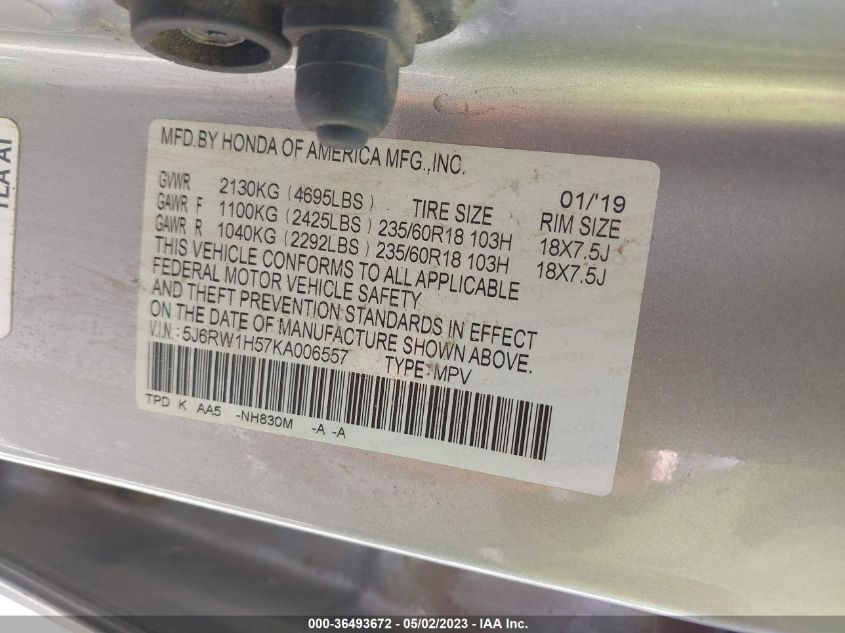 TLA A1
MFD.BY HONDA OF AMERICA MFG.,INC.
GVWR 2130KG (4695LBS) TIRE SIZE 01/'19
GAWR F 1100KG (2425LBS) 235/60R18 103H RIM SIZE 18X7.5J
GAWR R 1040KG (2292LBS) 235/60R18 103H 18X7.5J
THIS VEHICLE CONFORMS TO ALL APPLICABLE
FEDERAL MOTOR VEHICLE SAFETY
AND THEFT PREVENTION STANDARDS IN EFFECT
ON THE DATE OF MANUFACTURE SHOWN ABOVE.
V.I.N.: 5J6RW1H57KA006557 TYPE: MPV
TPD K AA5 -NH830M -A -A
000-36493672 - 05/02/2023 - IAA Inc.